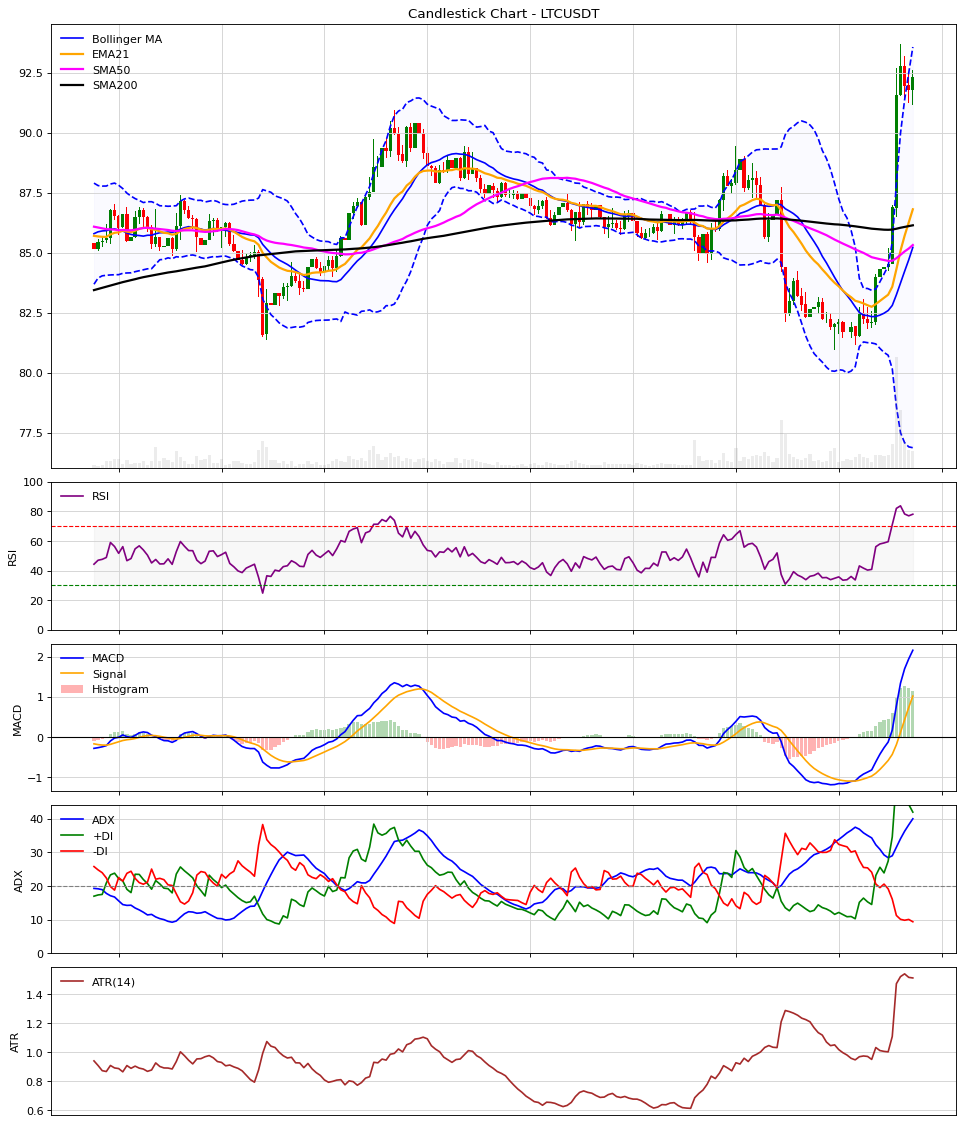 Candlestick Chart - LTCUSDT
Bollinger MA
EMA21
SMA50
SMA200
92.5
90.0
87.5
85.0
82.5
80.0
77.5
RSI
RSI
100
80
60
40
20
0
MACD
Signal
Histogram
MACD
2
1
0
−1
ADX
+DI
-DI
ADX
40
30
20
10
0
ATR(14)
ATR
1.4
1.2
1.0
0.8
0.6